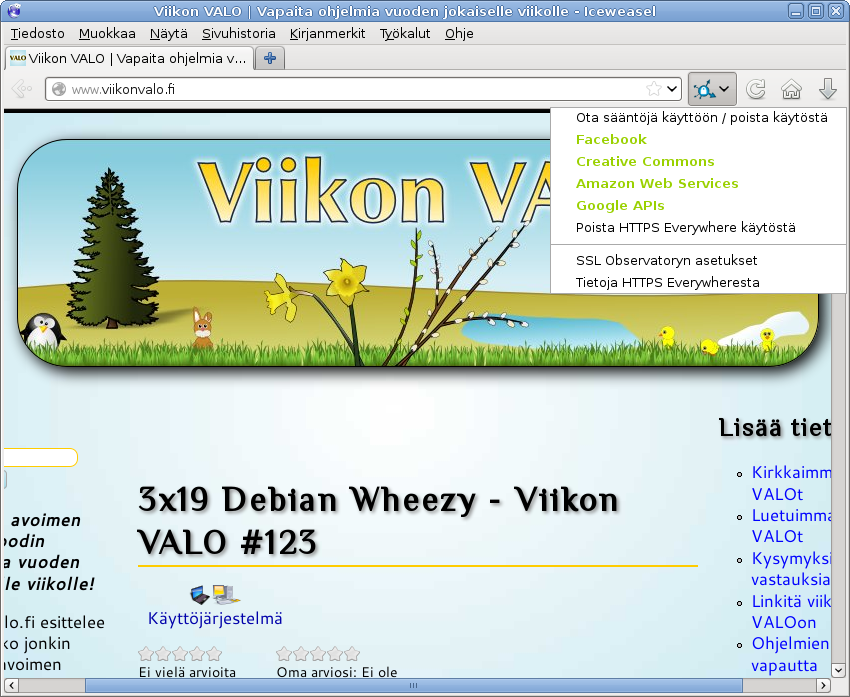 Viikon VALO | Vapaita ohjelmia vuoden jokaiselle viikolle - Iceweasel
Tiedosto Muokkaa Näytä Sivuhistoria Kirjanmerkit Työkalut Ohje
VALO Viikon VALO | Vapaita ohjelmia v...
www.viikonvalo.fi
Ota sääntöjä käyttöön / poista käytöstä
Facebook
Creative Commons
Amazon Web Services
Google APIs
Poista HTTPS Everywhere käytöstä
SSL Observatoryn asetukset
Tietoja HTTPS Everywheresta
Viikon VA
avoimen
oodin
a vuoden
le viikolle!
lo.fi esittelee
ko jonkin
avoimen
3x19 Debian Wheezy - Viikon
VALO #123
Käyttöjärjestelmä
Ei vielä arvioita Oma arviosi: Ei ole
Lisää tiet
Kirkkaimm
VALOt
Luetuimma
VALOt
Kysymyksi
vastauksia
Linkitä viik
VALOon
Ohjelmien
vapautta